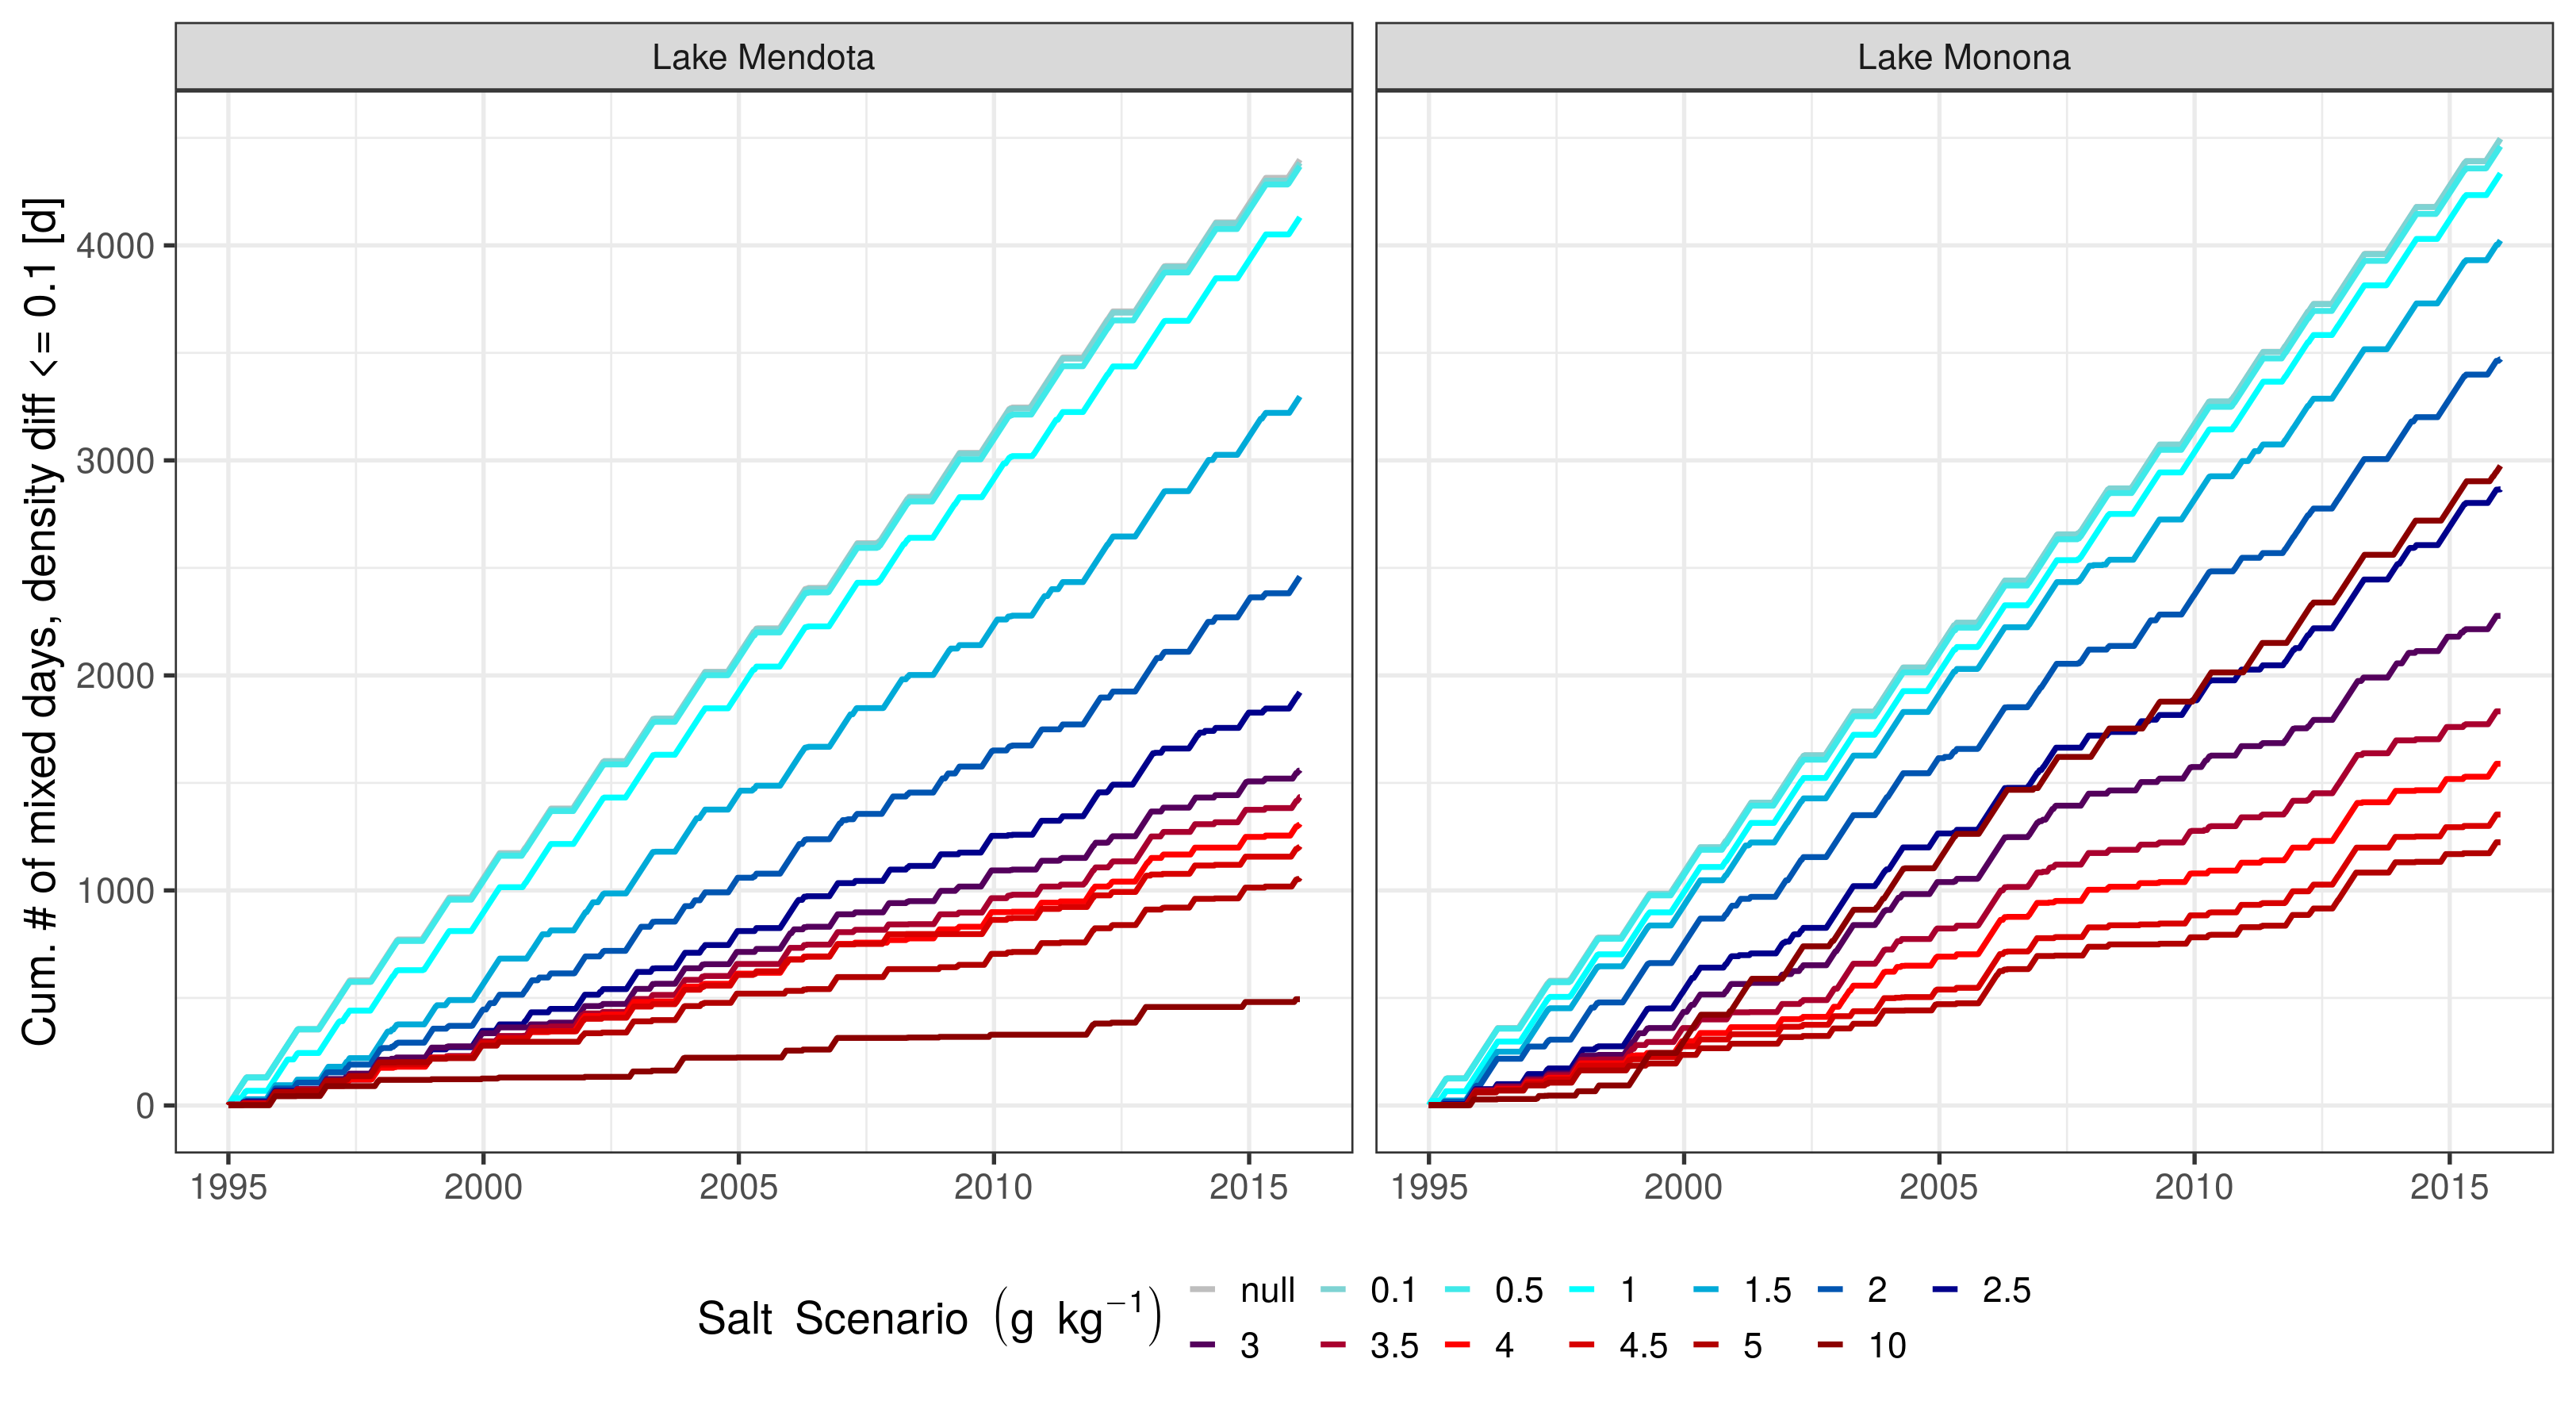 Lake Mendota
Lake Monona
Cum. # of mixed days, density diff <= 0.1 [d]
4000
3000
2000
1000
0
1995 2000 2005 2010 2015
1995 2000 2005 2010 2015
Salt Scenario (g kg⁻¹)
null 0.1 0.5 1 1.5 2 2.5
3 3.5 4 4.5 5 10